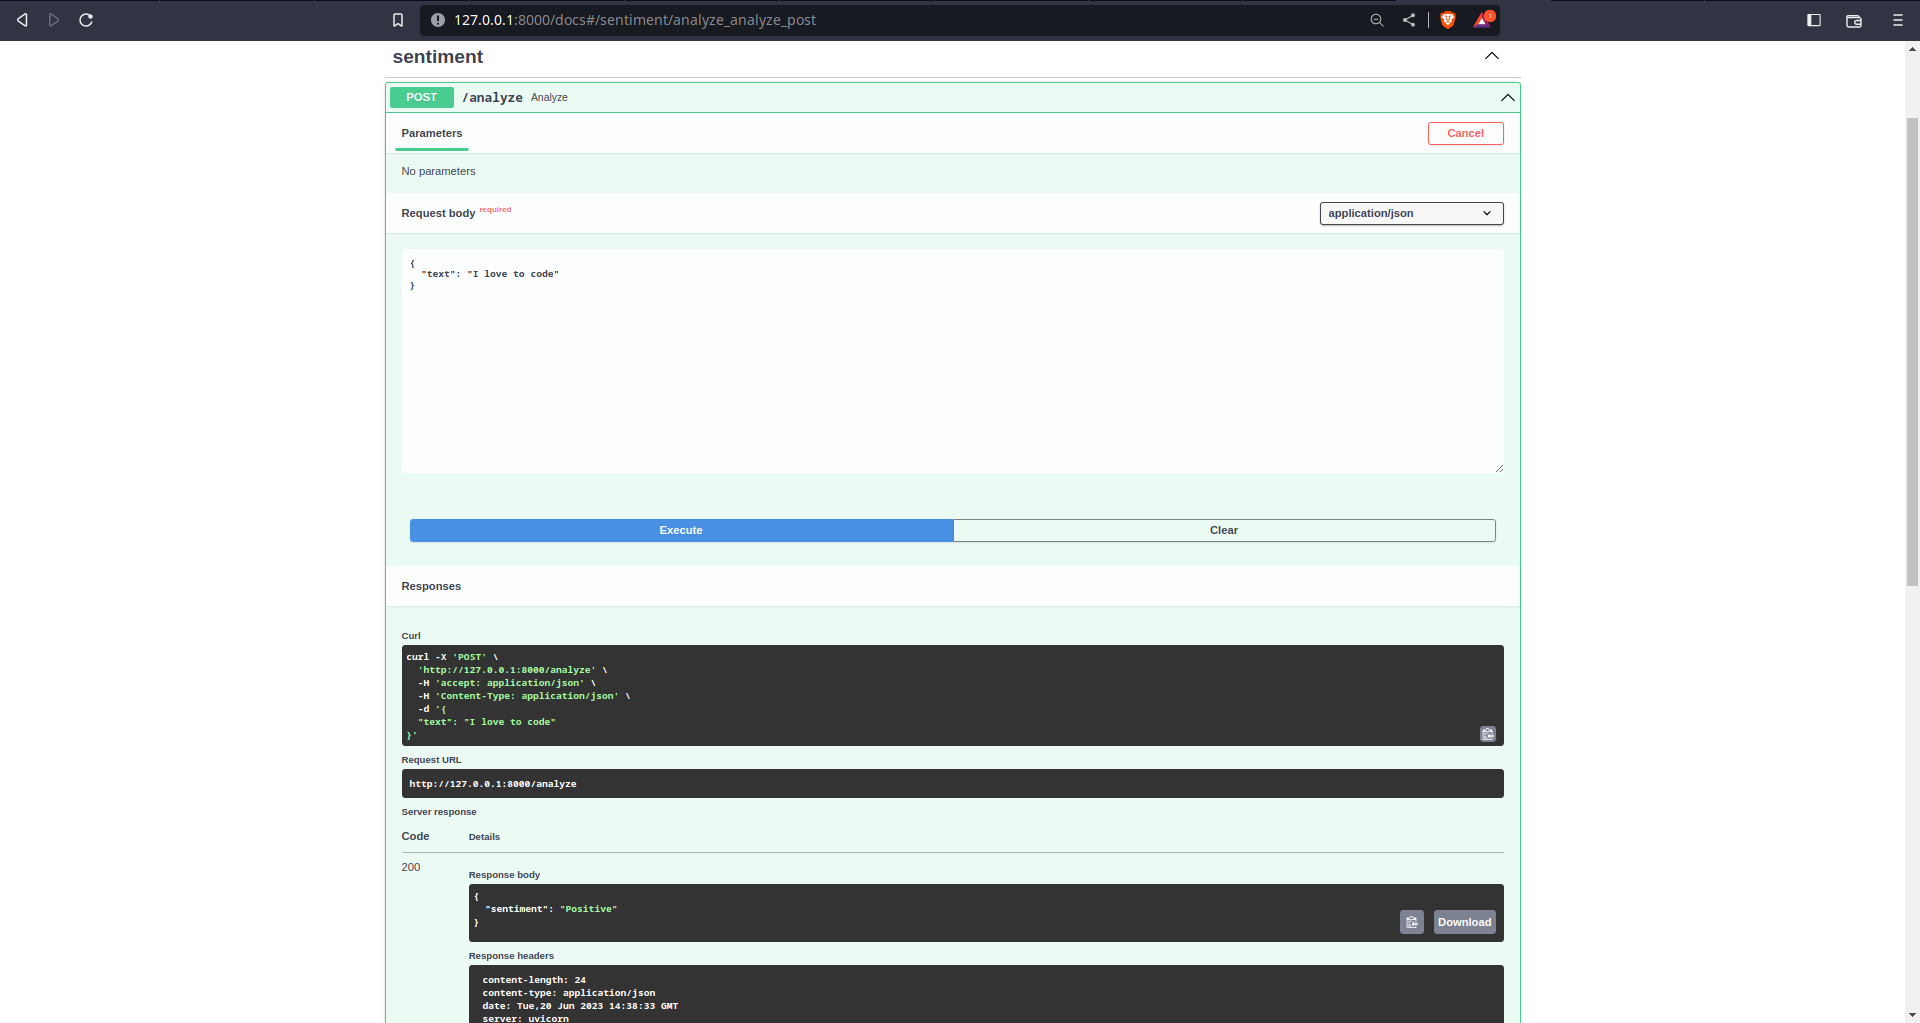 127.0.0.1:8000/docs#/sentiment/analyze_analyze_post
sentiment
POST /analyze Analyze
Parameters
Cancel
No parameters
Request body required
application/json
{
  "text": "I love to code"
}
Execute
Clear
Responses
Curl
curl -X 'POST' \
  'http://127.0.0.1:8000/analyze' \
  -H 'accept: application/json' \
  -H 'Content-Type: application/json' \
  -d '{
  "text": "I love to code"
}'
Request URL
http://127.0.0.1:8000/analyze
Server response
Code Details
200
Response body
{
  "sentiment": "Positive"
}
Download
Response headers
content-length: 24
content-type: application/json
date: Tue,20 Jun 2023 14:38:33 GMT
server: uvicorn